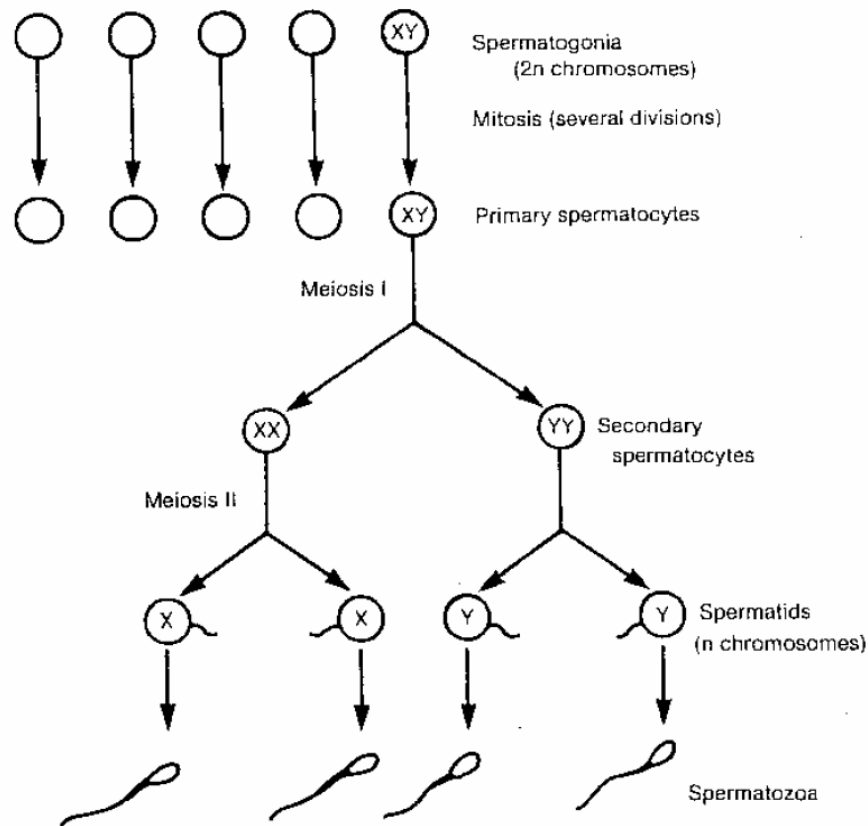 XY
Spermatogonia
(2n chromosomes)
Mitosis (several divisions)
XY
Primary spermatocytes
Meiosis I
XX
YY
Secondary
spermatocytes
Meiosis II
X
X
Y
Y
Spermatids
(n chromosomes)
Spermatozoa